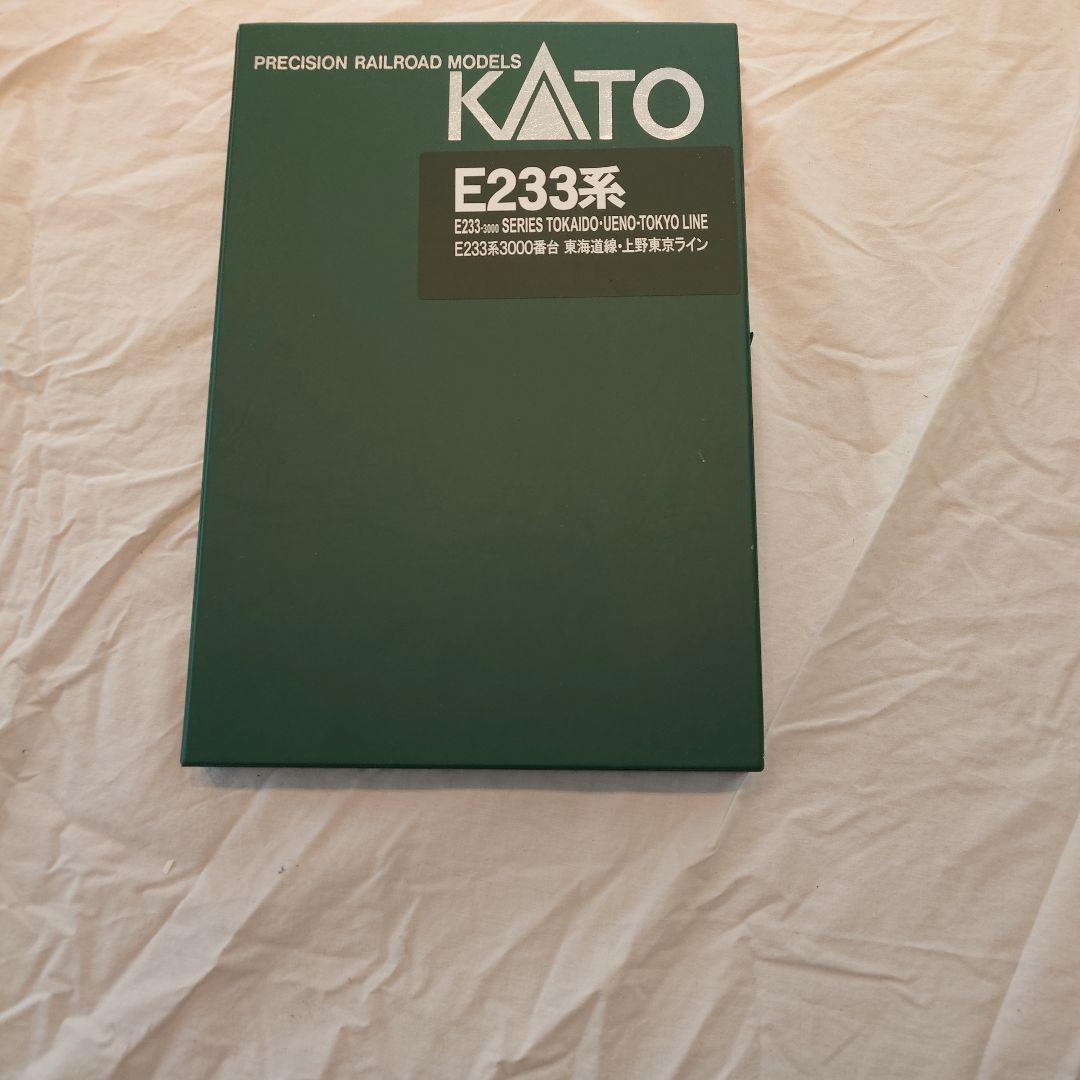 PRECISION RAILROAD MODELS
KATO
E233系
E233-3000 SERIES TOKAIDO・UENO-TOKYO LINE
E233系3000番台 東海道線・上野東京ライン